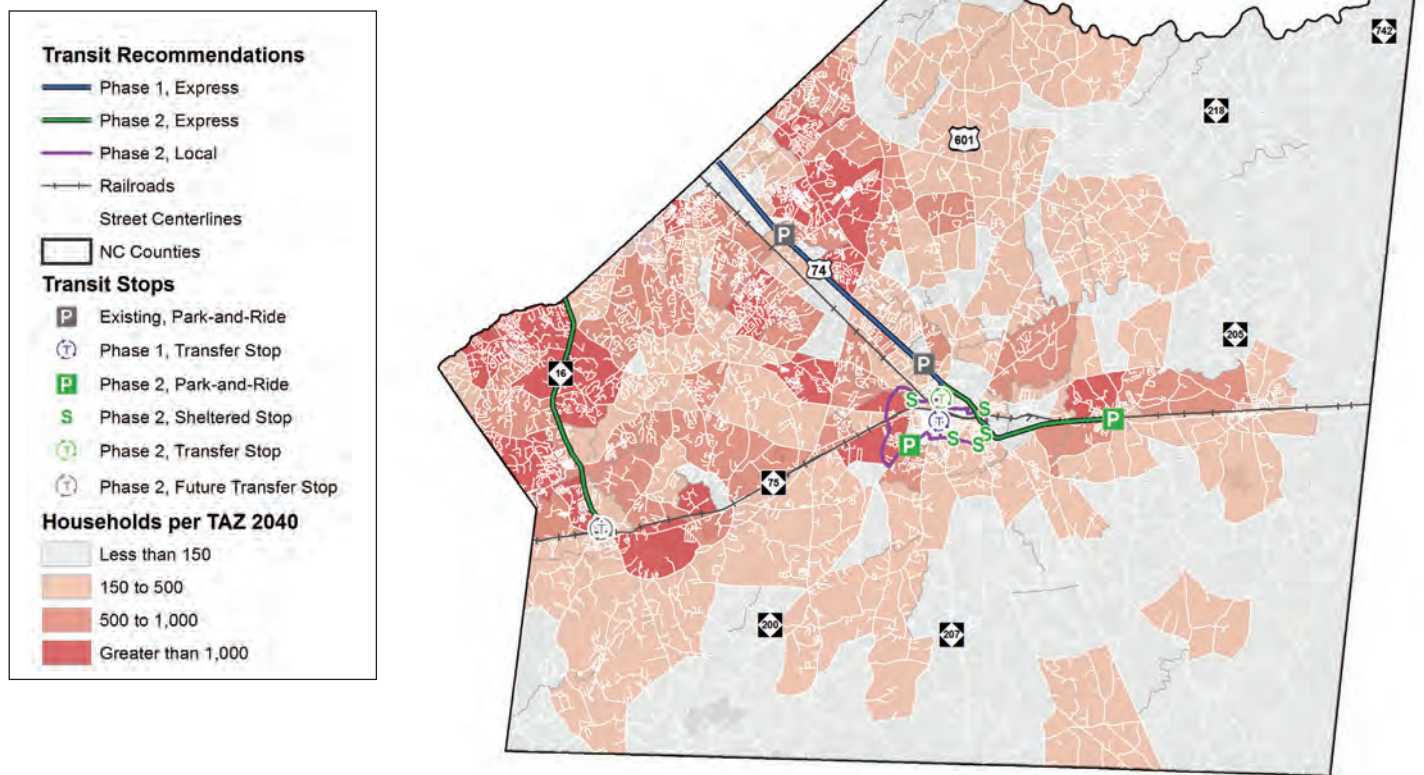 Transit Recommendations
Phase 1, Express
Phase 2, Express
Phase 2, Local
Railroads
Street Centerlines
NC Counties
Transit Stops
P Existing, Park-and-Ride
T Phase 1, Transfer Stop
P Phase 2, Park-and-Ride
S Phase 2, Sheltered Stop
T Phase 2, Transfer Stop
T Phase 2, Future Transfer Stop
Households per TAZ 2040
Less than 150
150 to 500
500 to 1,000
Greater than 1,000
742
218
601
P
74
205
P
16
S
T
S
T
P
S
S
S
P
75
T
200
207